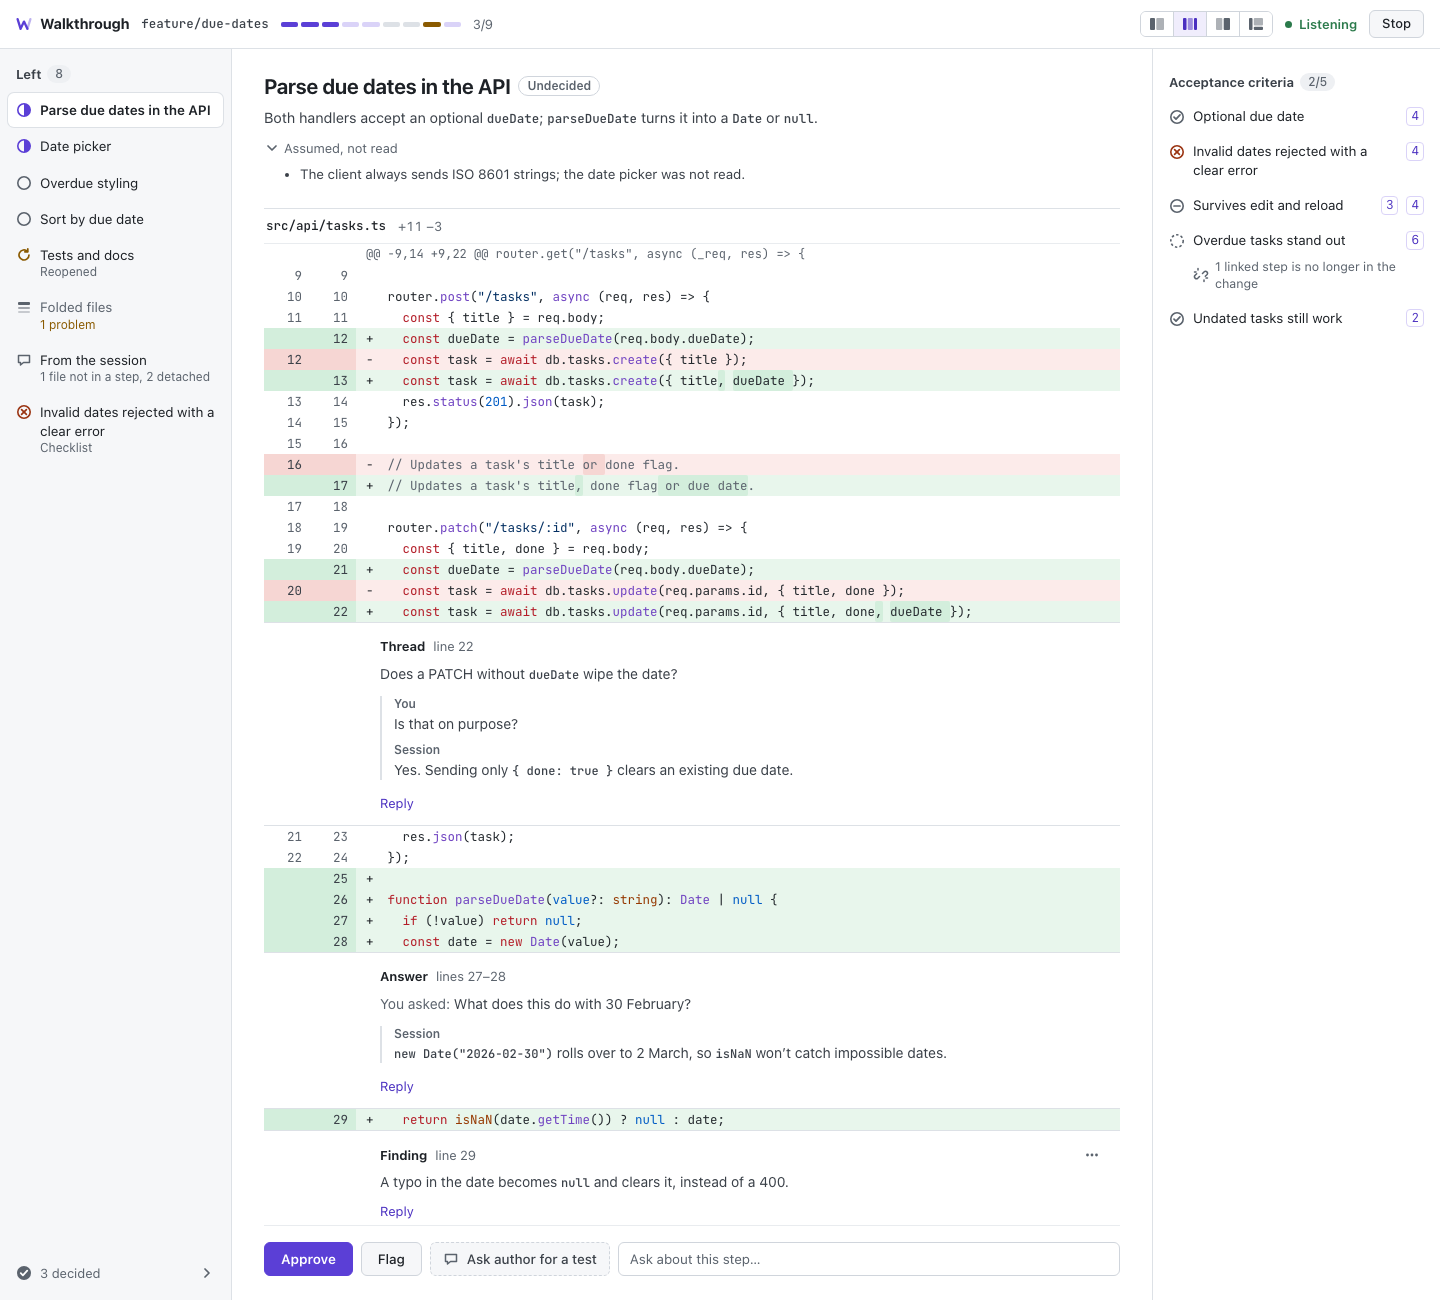 Walkthrough feature/due-dates 3/9 Listening Stop
Left 8
Parse due dates in the API
Date picker
Overdue styling
Sort by due date
Tests and docs
Reopened
Folded files
1 problem
From the session
1 file not in a step, 2 detached
Invalid dates rejected with a
clear error
Checklist
3 decided
Parse due dates in the API Undecided
Both handlers accept an optional dueDate; parseDueDate turns it into a Date or null.
Assumed, not read
• The client always sends ISO 8601 strings; the date picker was not read.
src/api/tasks.ts +11 −3
@@ -9,14 +9,22 @@ router.get("/tasks", async (_req, res) => {
9 9
10 10 router.post("/tasks", async (req, res) => {
11 11 const { title } = req.body;
12 + const dueDate = parseDueDate(req.body.dueDate);
12 - const task = await db.tasks.create({ title });
13 + const task = await db.tasks.create({ title, dueDate });
13 14 res.status(201).json(task);
14 15 });
15 16
16 - // Updates a task's title or done flag.
17 + // Updates a task's title, done flag or due date.
17 18
18 19 router.patch("/tasks/:id", async (req, res) => {
19 20 const { title, done } = req.body;
21 + const dueDate = parseDueDate(req.body.dueDate);
20 - const task = await db.tasks.update(req.params.id, { title, done });
22 + const task = await db.tasks.update(req.params.id, { title, done, dueDate });
Thread line 22
Does a PATCH without dueDate wipe the date?
You
Is that on purpose?
Session
Yes. Sending only { done: true } clears an existing due date.
Reply
21 23 res.json(task);
22 24 });
25 +
26 + function parseDueDate(value?: string): Date | null {
27 + if (!value) return null;
28 + const date = new Date(value);
Answer lines 27–28
You asked: What does this do with 30 February?
Session
new Date("2026-02-30") rolls over to 2 March, so isNaN won’t catch impossible dates.
Reply
29 + return isNaN(date.getTime()) ? null : date;
Finding line 29
A typo in the date becomes null and clears it, instead of a 400.
Reply
Approve Flag Ask author for a test Ask about this step…
Acceptance criteria 2/5
Optional due date 4
Invalid dates rejected with a 4
clear error
Survives edit and reload 3 4
Overdue tasks stand out 6
1 linked step is no longer in the
change
Undated tasks still work 2